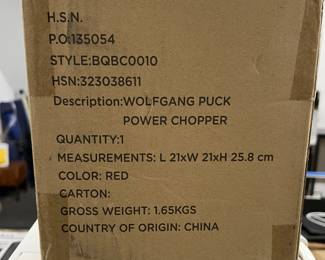 H.S.N.
P.O:135054
STYLE:BQBC0010
HSN:323038611
Description:WOLFGANG PUCK
POWER CHOPPER
QUANTITY:1
MEASUREMENTS: L 21xW 21xH 25.8 cm
COLOR: RED
CARTON:
GROSS WEIGHT: 1.65KGS
COUNTRY OF ORIGIN: CHINA